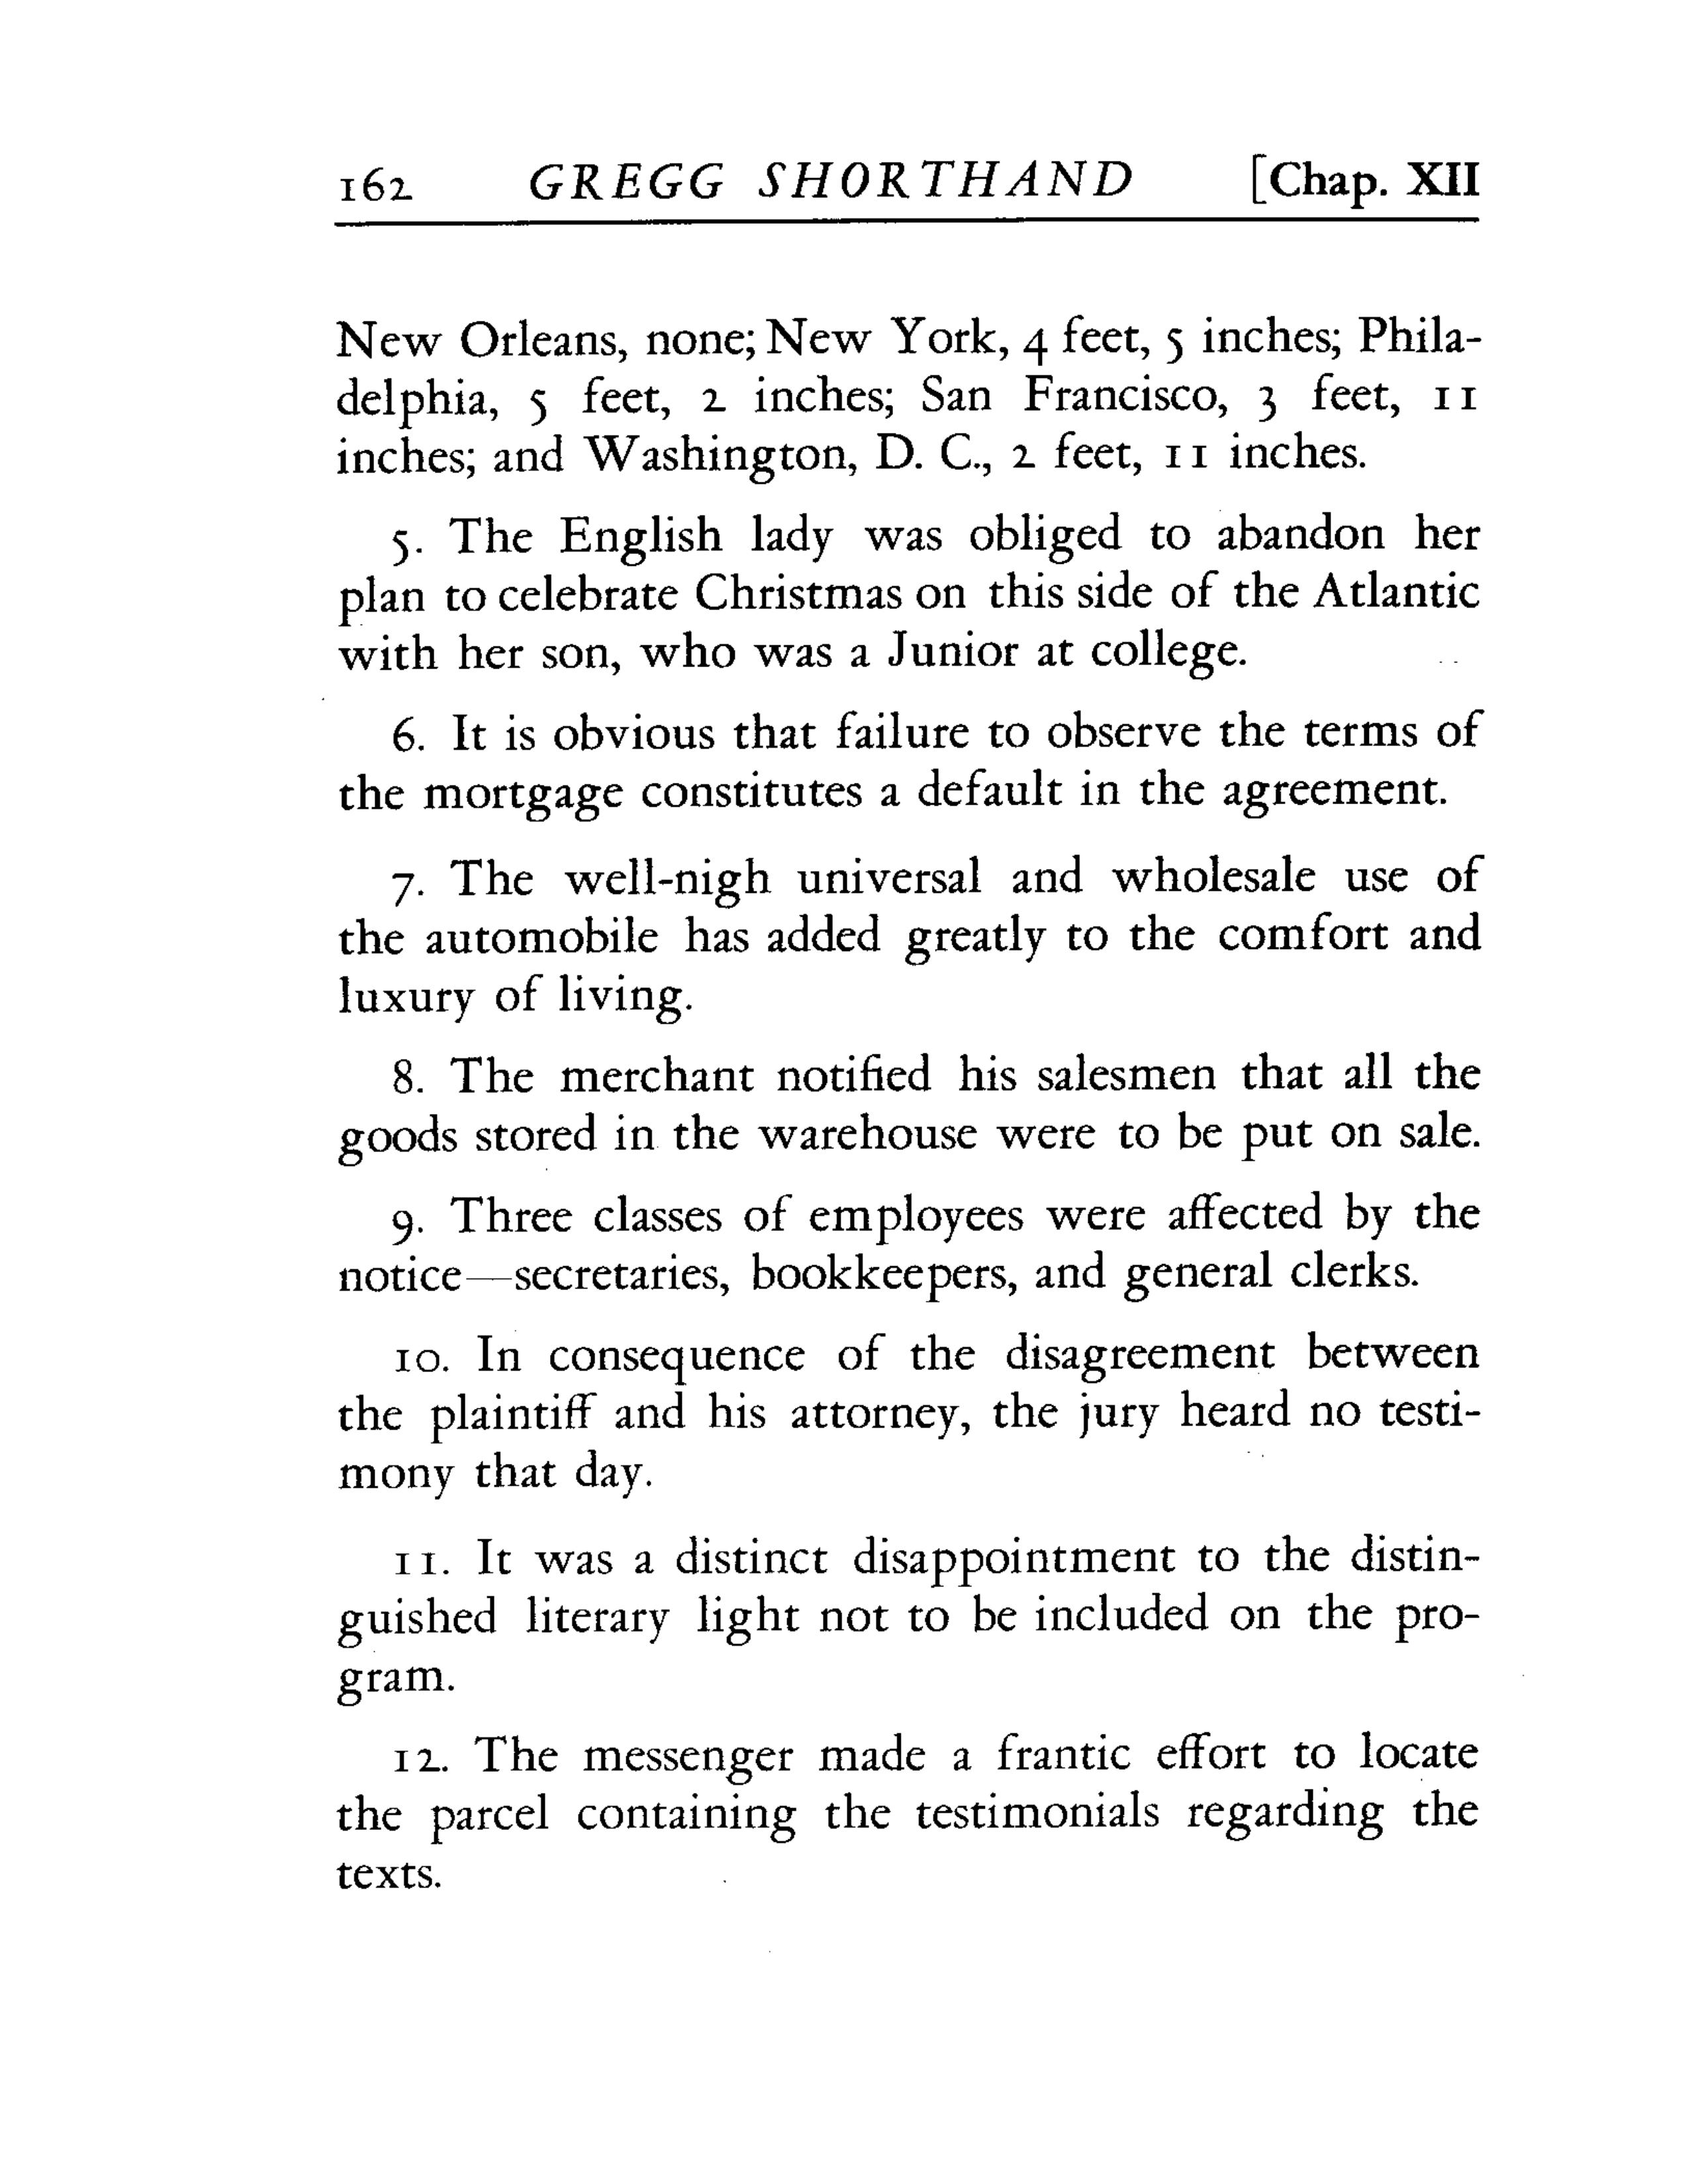 162 GREGG SHORTHAND [Chap. XII
New Orleans, none; New York, 4 feet, 5 inches; Phila-
delphia, 5 feet, 2 inches; San Francisco, 3 feet, 11
inches; and Washington, D. C., 2 feet, 11 inches.
5. The English lady was obliged to abandon her
plan to celebrate Christmas on this side of the Atlantic
with her son, who was a Junior at college.
6. It is obvious that failure to observe the terms of
the mortgage constitutes a default in the agreement.
7. The well-nigh universal and wholesale use of
the automobile has added greatly to the comfort and
luxury of living.
8. The merchant notified his salesmen that all the
goods stored in the warehouse were to be put on sale.
9. Three classes of employees were affected by the
notice—secretaries, bookkeepers, and general clerks.
10. In consequence of the disagreement between
the plaintiff and his attorney, the jury heard no testi-
mony that day.
11. It was a distinct disappointment to the distin-
guished literary light not to be included on the pro-
gram.
12. The messenger made a frantic effort to locate
the parcel containing the testimonials regarding the
texts.